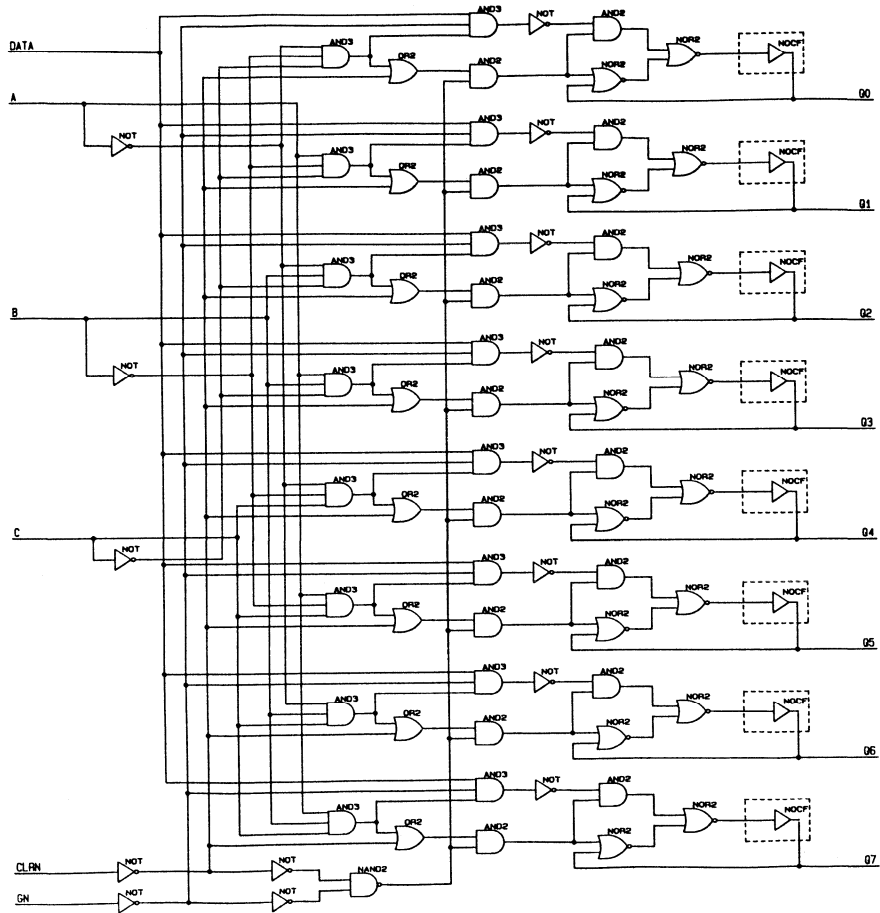 AND3 NOT AND2
DATA AND3 OR2 AND2 NOR2 NOR2 NOCF
A Q0
NOT AND3 AND3 OR2 AND2 NOT AND2 NOR2 NOR2 NOCF
Q1
AND3 NOT AND2
AND3 OR2 AND2 NOR2 NOR2 NOCF
B Q2
NOT AND3 AND3 OR2 AND2 NOT AND2 NOR2 NOR2 NOCF
Q3
AND3 NOT AND2
AND3 OR2 AND2 NOR2 NOR2 NOCF
C Q4
NOT AND3 AND3 OR2 AND2 NOT AND2 NOR2 NOR2 NOCF
Q5
AND3 NOT AND2
AND3 OR2 AND2 NOR2 NOR2 NOCF
Q6
AND3 NOT AND2
AND3 OR2 AND2 NOR2 NOR2 NOCF
CLRN NOT NOT NAND2 Q7
GN NOT NOT